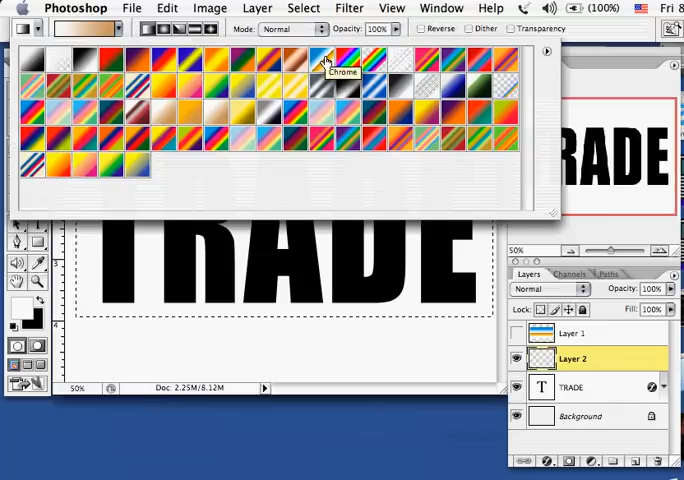 Photoshop File Edit Image Layer Select Filter View (100%) Fri 8
Mode: Normal Opacity: 100% Reverse Dither Transparency
Chrome
RADE
TRADE
50%
Layers Channels Paths
Normal Opacity: 100%
Lock: Fill: 100%
Layer 1
Layer 2
T TRADE
Background
3
4
50% Doc: 2.25M/8.12M